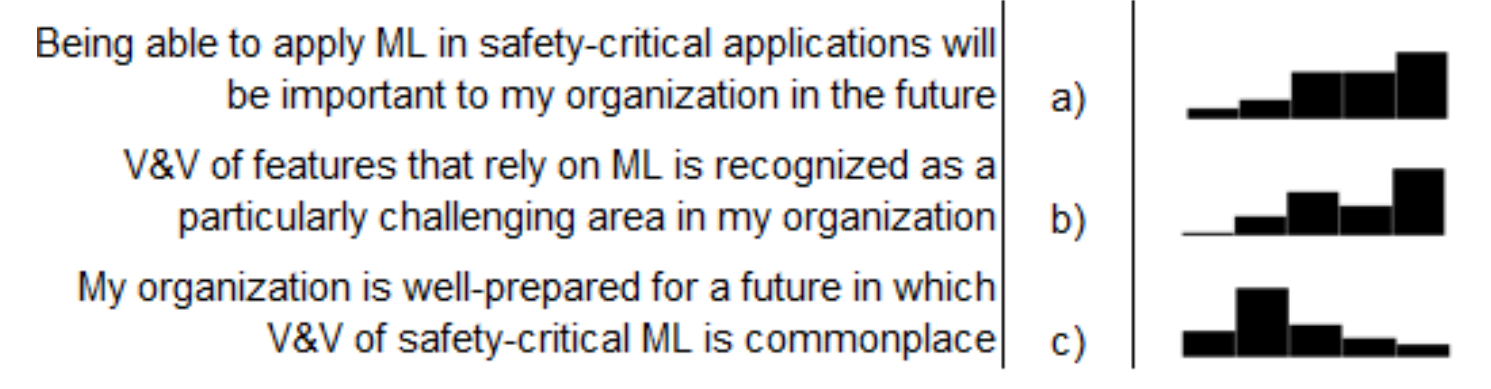 Being able to apply ML in safety-critical applications will
be important to my organization in the future
a)
V&V of features that rely on ML is recognized as a
particularly challenging area in my organization
b)
My organization is well-prepared for a future in which
V&V of safety-critical ML is commonplace
c)